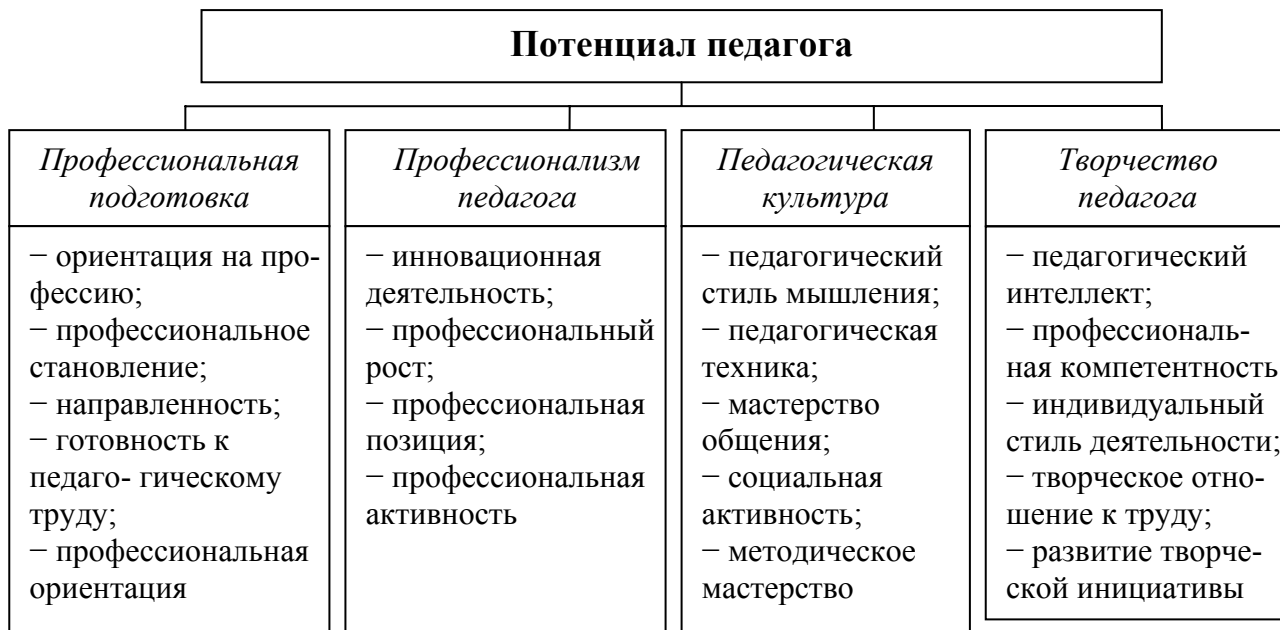 Потенциал педагога
Профессиональная
подготовка
− ориентация на про-
фессию;
− профессиональное
становление;
− направленность;
− готовность к
педаго- гическому
труду;
− профессиональная
ориентация
Профессионализм
педагога
− инновационная
деятельность;
− профессиональный
рост;
− профессиональная
позиция;
− профессиональная
активность
Педагогическая
культура
− педагогический
стиль мышления;
− педагогическая
техника;
− мастерство
общения;
− социальная
активность;
− методическое
мастерство
Творчество
педагога
− педагогический
интеллект;
− профессиональ-
ная компетентность
− индивидуальный
стиль деятельности;
− творческое отно-
шение к труду;
− развитие творче-
ской инициативы